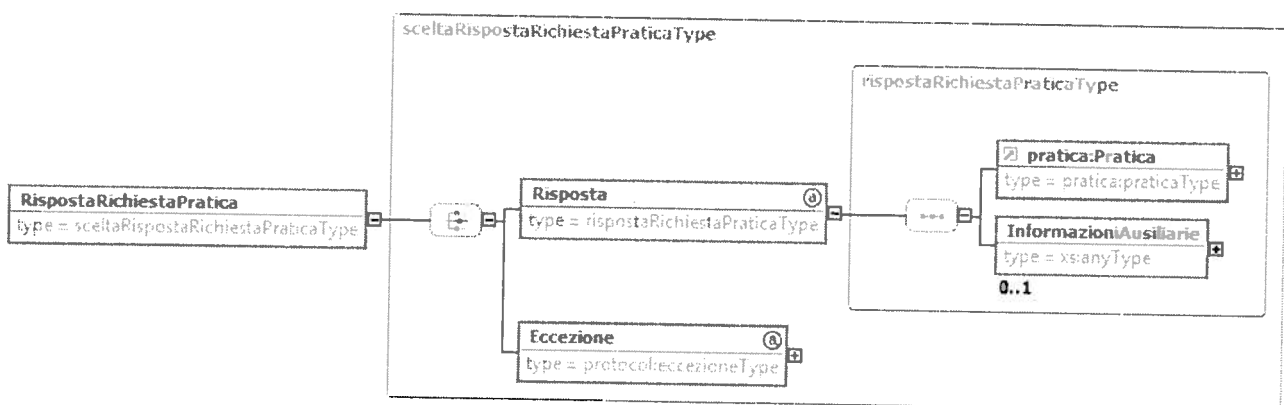 sceltaRispostaRichiestaPraticaType
rispostaRichiestaPraticaType
pratica:Pratica
type = pratica:praticaType
RispostaRichiestaPratica
type = sceltaRispostaRichiestaPraticaType
Risposta
type = rispostaRichiestaPraticaType
InformazioniAusiliarie
type = xs:anyType
0..1
Eccezione
type = protocol:eccezioneType